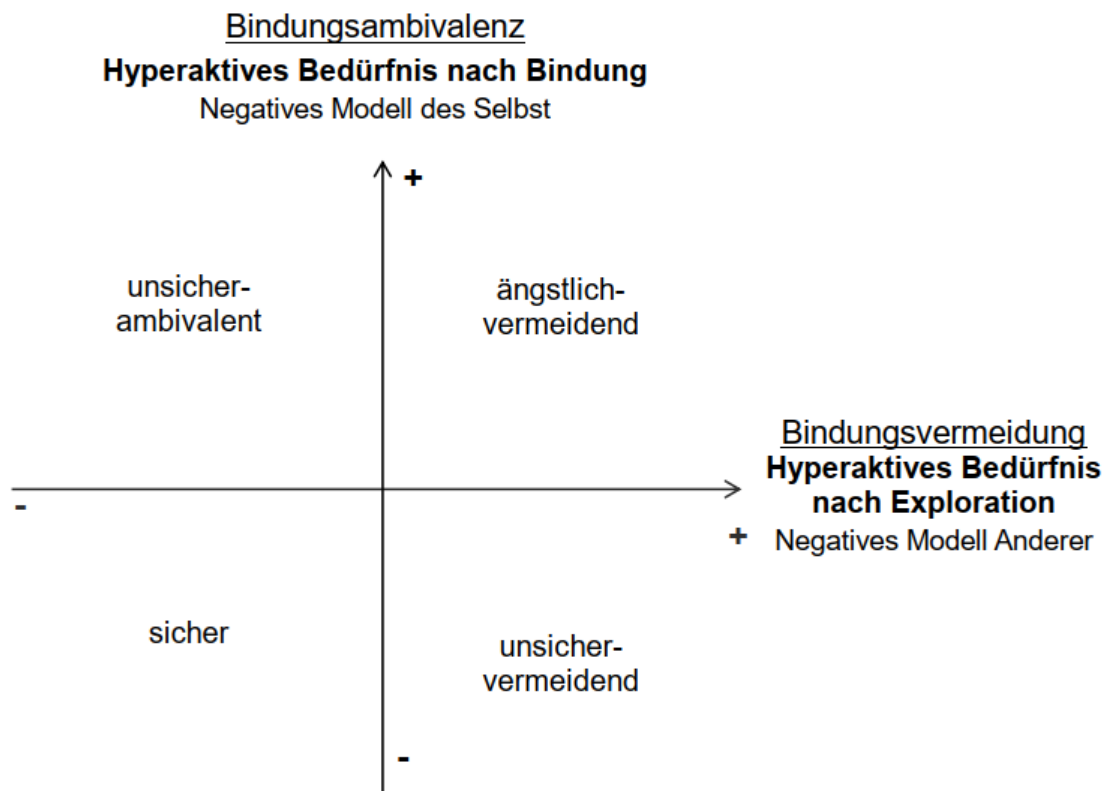 Bindungsambivalenz
Hyperaktives Bedürfnis nach Bindung
Negatives Modell des Selbst
+
unsicher-
ambivalent
ängstlich-
vermeidend
Bindungsvermeidung
Hyperaktives Bedürfnis
nach Exploration
-
+ Negatives Modell Anderer
sicher
unsicher-
vermeidend
-